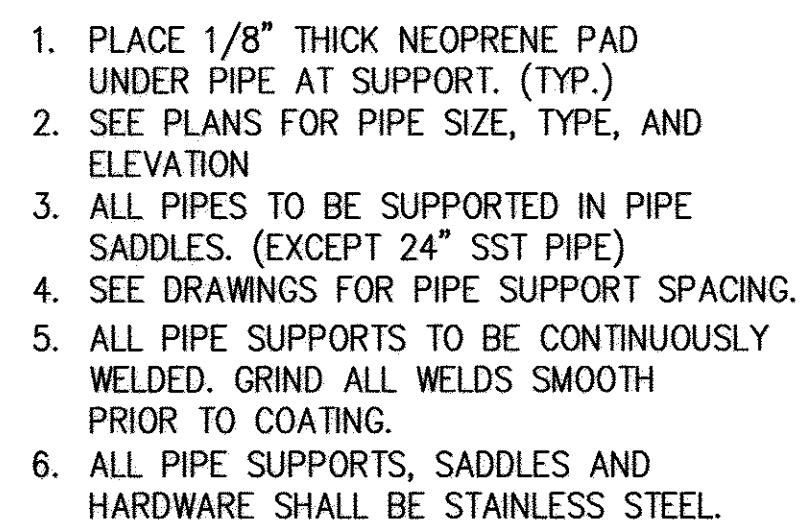 1. PLACE 1/8" THICK NEOPRENE PAD
UNDER PIPE AT SUPPORT. (TYP.)
2. SEE PLANS FOR PIPE SIZE, TYPE, AND
ELEVATION
3. ALL PIPES TO BE SUPPORTED IN PIPE
SADDLES. (EXCEPT 24" SST PIPE)
4. SEE DRAWINGS FOR PIPE SUPPORT SPACING.
5. ALL PIPE SUPPORTS TO BE CONTINUOUSLY
WELDED. GRIND ALL WELDS SMOOTH
PRIOR TO COATING.
6. ALL PIPE SUPPORTS, SADDLES AND
HARDWARE SHALL BE STAINLESS STEEL.